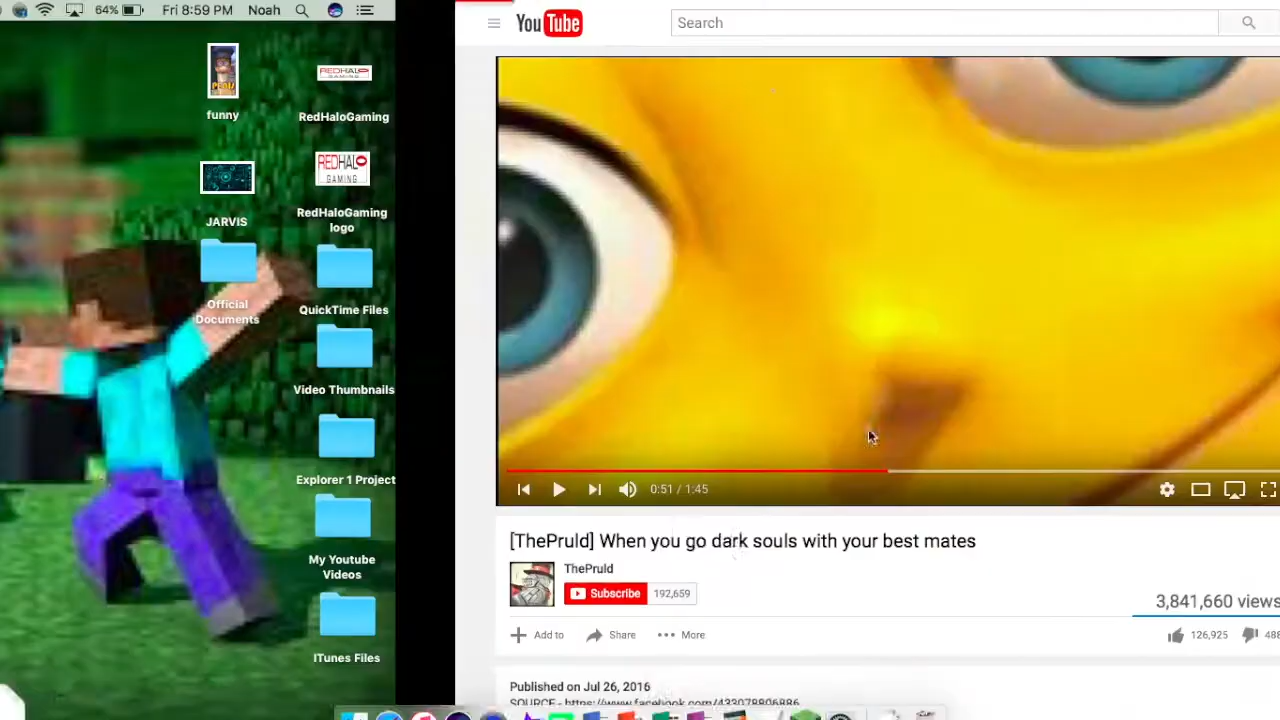 64% Fri 8:59 PM Noah
funny
RedHaloGaming
JARVIS
REDHALO
GAMING
RedHaloGaming
logo
Official
Documents
QuickTime Files
Video Thumbnails
Explorer 1 Project
My Youtube
Videos
ITunes Files
YouTube
Search
0:51 / 1:45
[ThePruld] When you go dark souls with your best mates
ThePruld
Subscribe 192,659
3,841,660 views
Add to Share More
126,925 488
Published on Jul 26, 2016